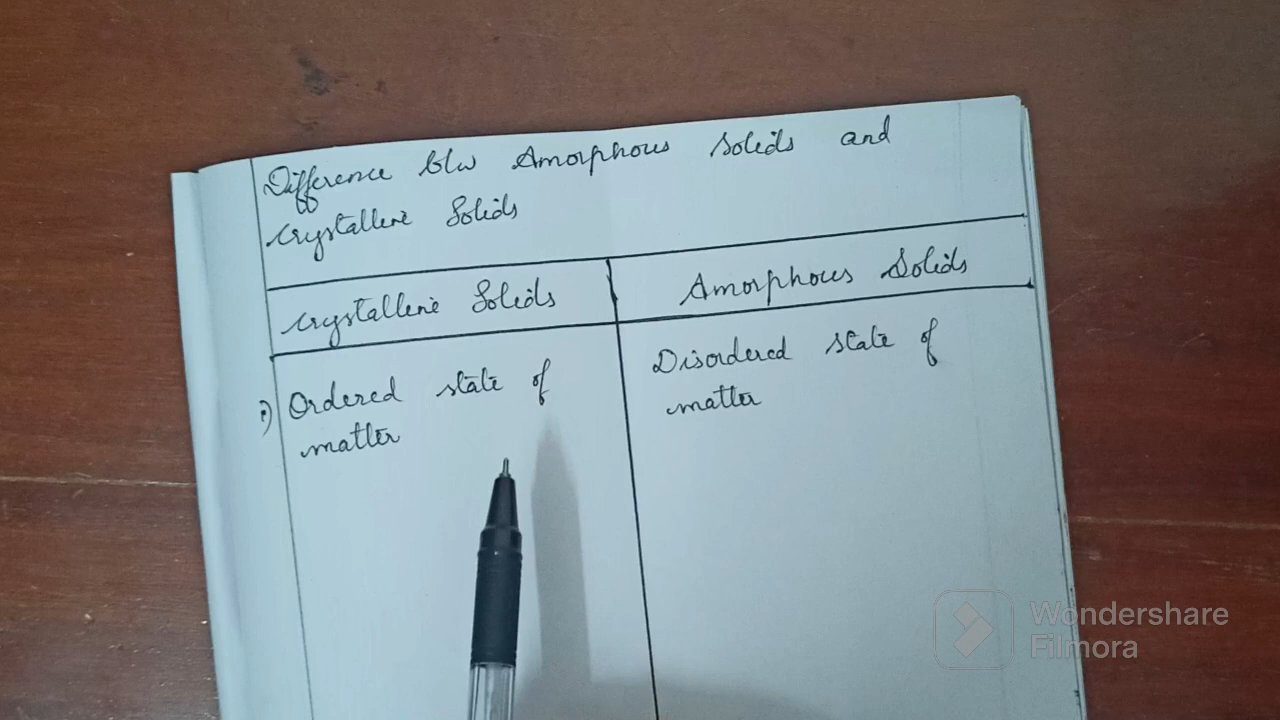 Difference b/w Amorphous Solids and
Crystalline Solids
Crystalline Solids
Amorphous Solids
i) Ordered state of
matter
Disordered state of
matter
Wondershare
Filmora